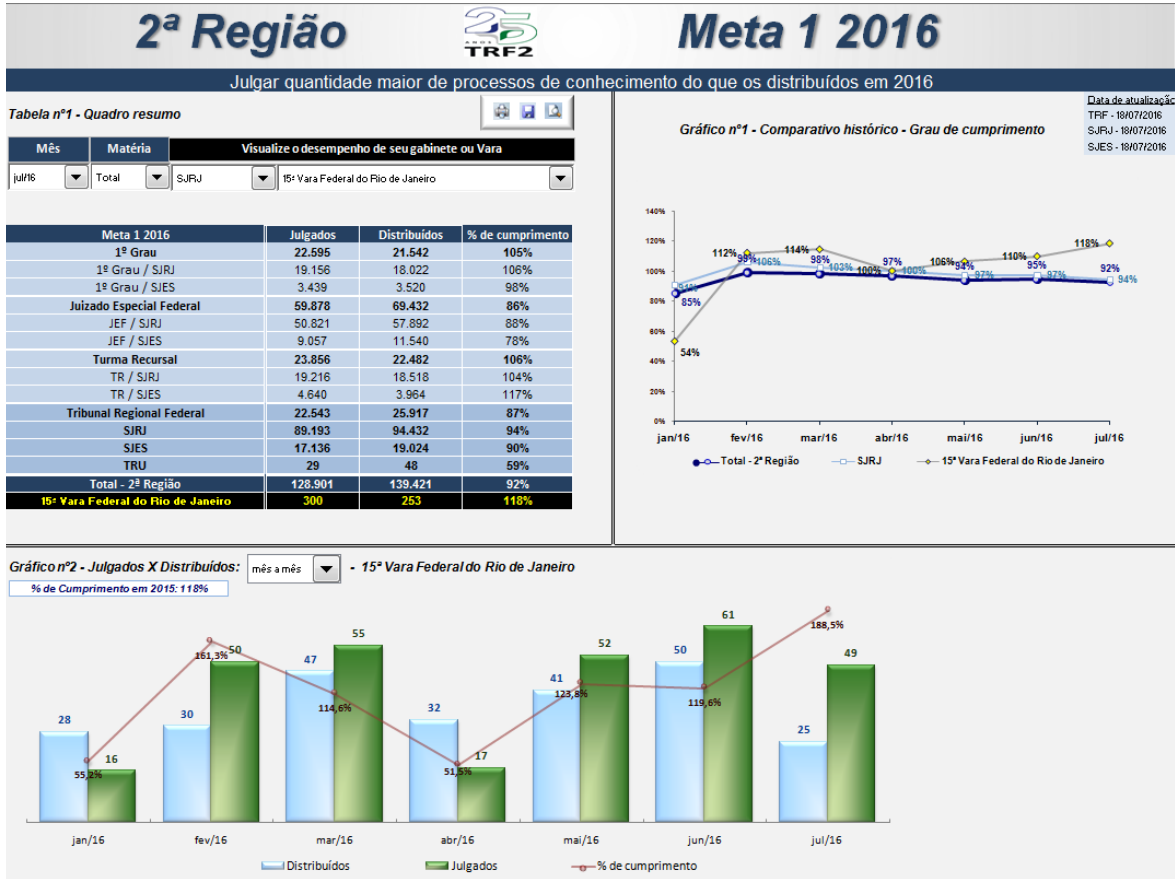 2ª Região
25
ANOS
TRF2
Meta 1 2016
Julgar quantidade maior de processos de conhecimento do que os distribuídos em 2016
Tabela nº1 - Quadro resumo
Mês Matéria Visualize o desempenho de seu gabinete ou Vara
jul/16 Total SJRJ 15ª Vara Federal do Rio de Janeiro
Meta 1 2016 Julgados Distribuídos % de cumprimento
1º Grau 22.595 21.542 105%
1º Grau / SJRJ 19.156 18.022 106%
1º Grau / SJES 3.439 3.520 98%
Juizado Especial Federal 59.878 69.432 86%
JEF / SJRJ 50.821 57.892 88%
JEF / SJES 9.057 11.540 78%
Turma Recursal 23.856 22.482 106%
TR / SJRJ 19.216 18.518 104%
TR / SJES 4.640 3.964 117%
Tribunal Regional Federal 22.543 25.917 87%
SJRJ 89.193 94.432 94%
SJES 17.136 19.024 90%
TRU 29 48 59%
Total - 2ª Região 128.901 139.421 92%
15ª Vara Federal do Rio de Janeiro 300 253 118%
Gráfico nº1 - Comparativo histórico - Grau de cumprimento
Data de atualização
TRF - 18/07/2016
SJRJ - 18/07/2016
SJES - 18/07/2016
140%
120%
100%
80%
60%
40%
20%
0%
112% 114% 100% 106% 110% 118%
99% 98% 97% 94% 95% 92%
91% 106% 103% 100% 97% 97% 94%
85%
54%
jan/16 fev/16 mar/16 abr/16 mai/16 jun/16 jul/16
Total - 2ª Região SJRJ 15ª Vara Federal do Rio de Janeiro
Gráfico nº2 - Julgados X Distribuídos: mês a mês - 15ª Vara Federal do Rio de Janeiro
% de Cumprimento em 2015: 118%
28 30 47 32 41 50 25
16 50 55 17 52 61 49
55,2% 161,3% 114,6% 51,5% 123,8% 119,6% 188,5%
jan/16 fev/16 mar/16 abr/16 mai/16 jun/16 jul/16
Distribuídos Julgados % de cumprimento